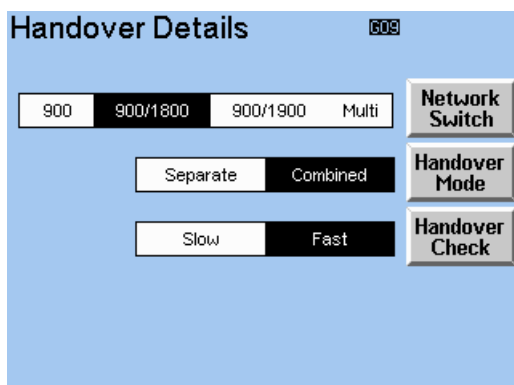 Handover Details G09
900 900/1800 900/1900 Multi
Network
Switch
Separate Combined
Handover
Mode
Slow Fast
Handover
Check